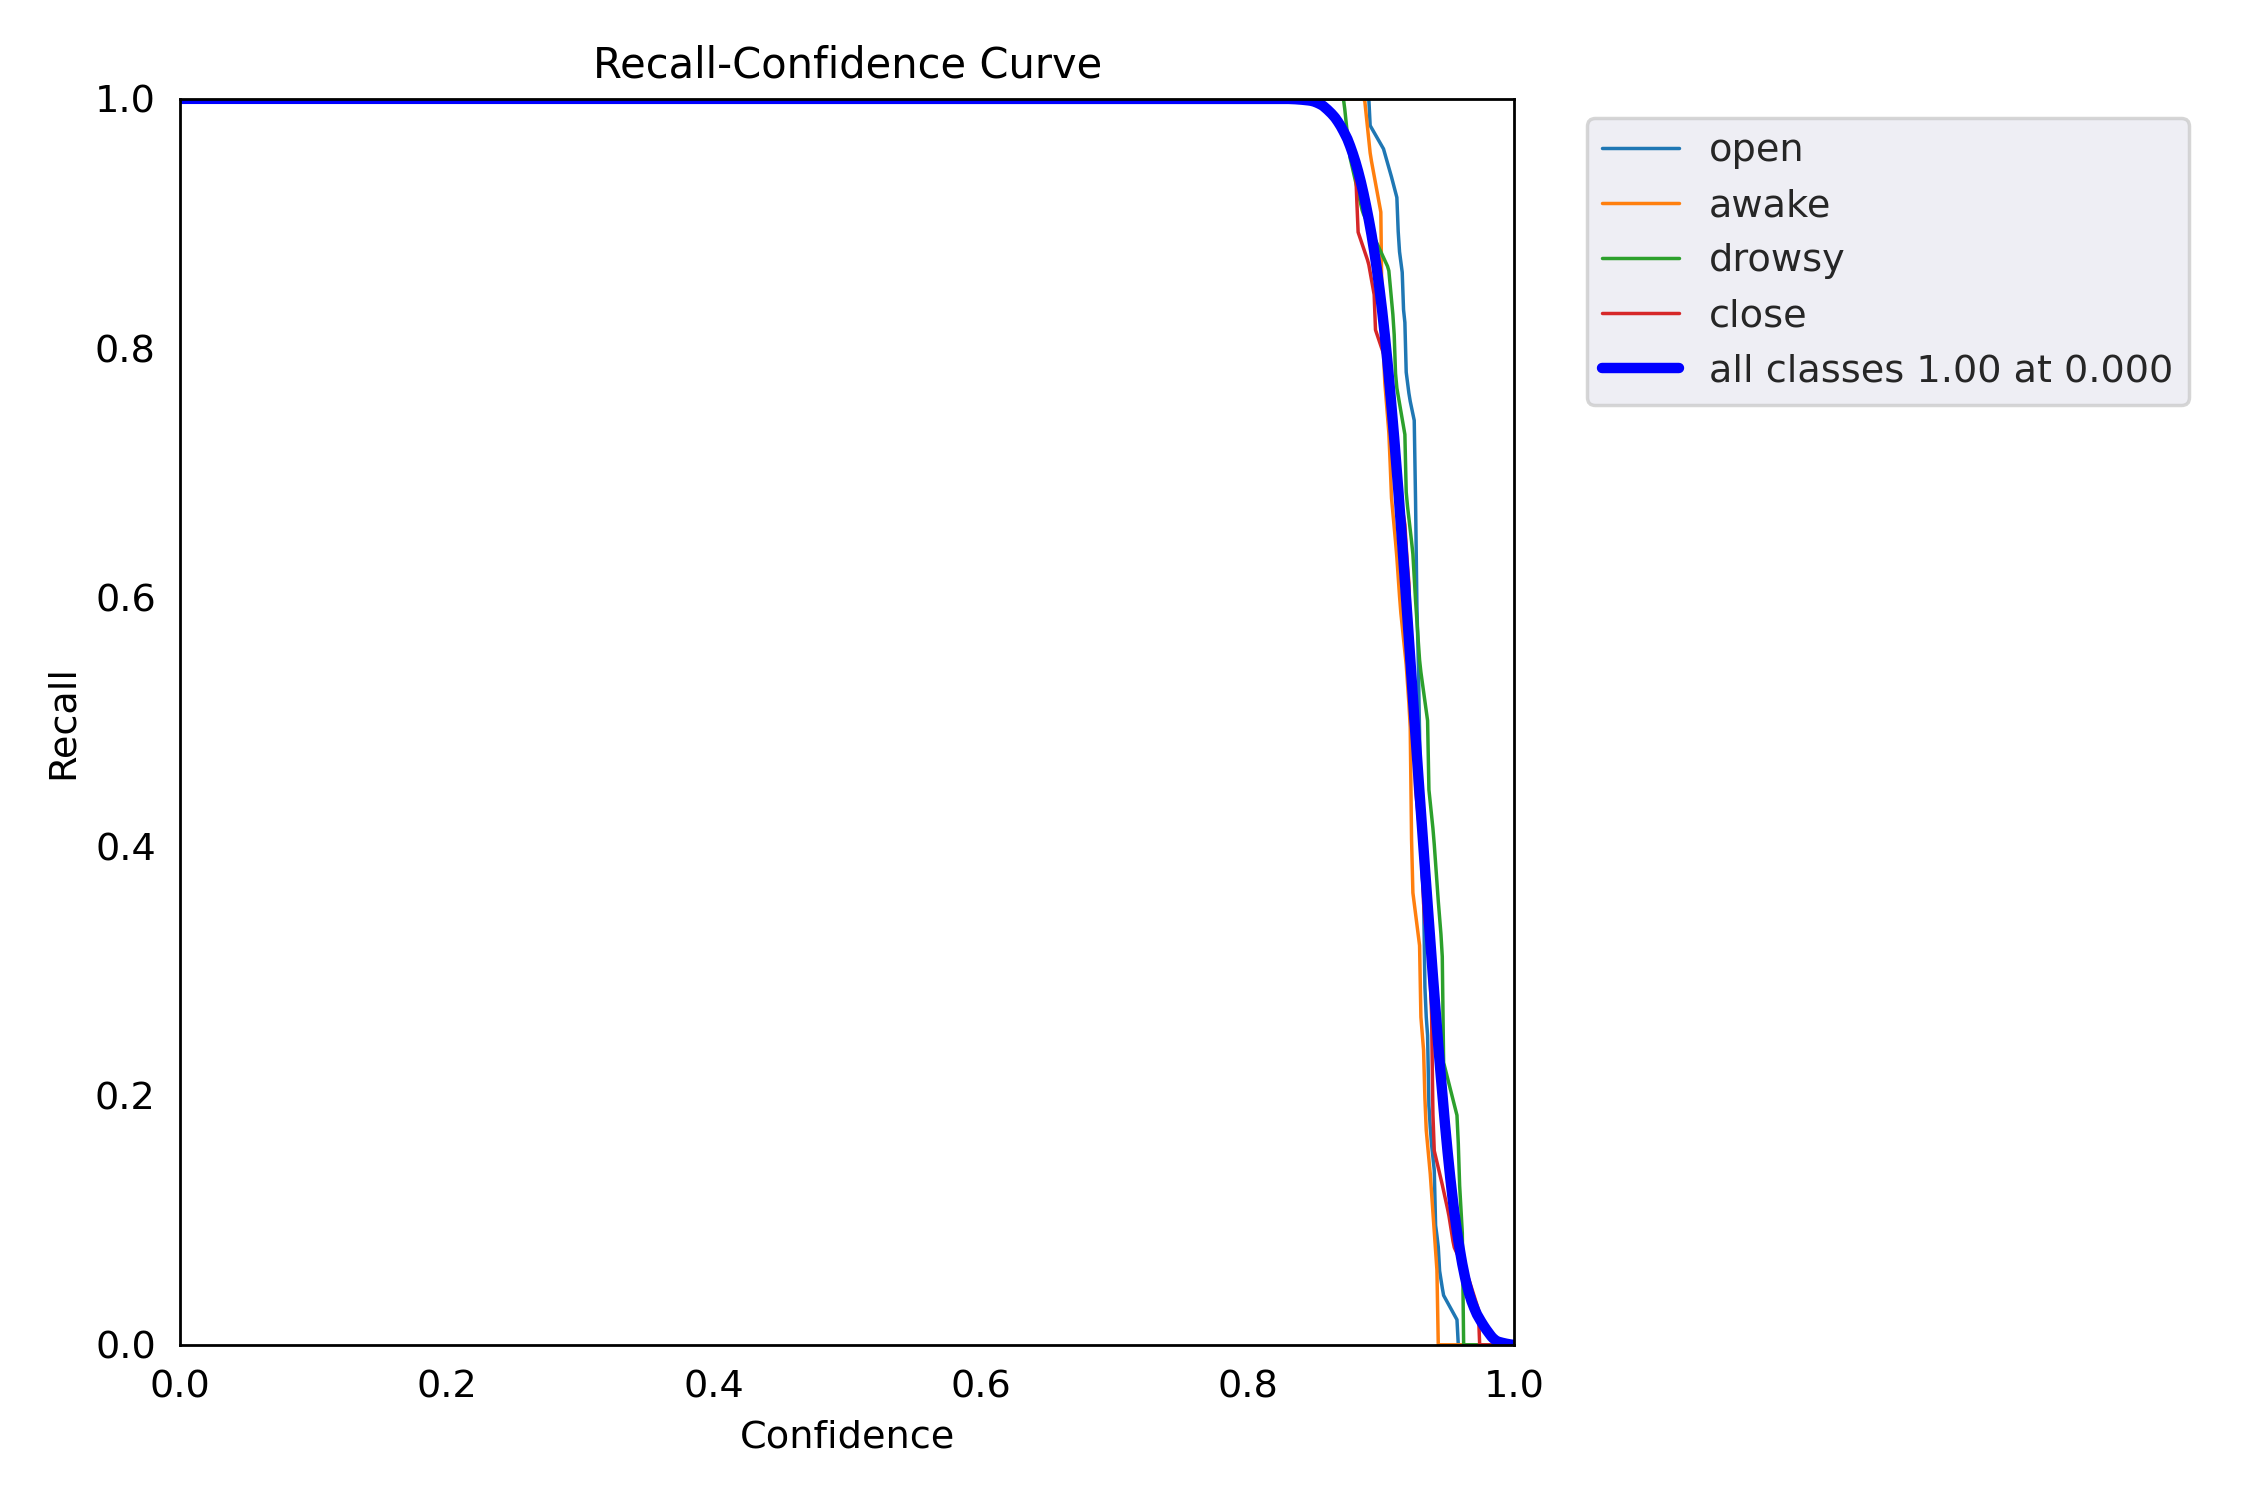 Recall-Confidence Curve
1.0
0.8
0.6
0.4
0.2
0.0
Recall
0.0 0.2 0.4 0.6 0.8 1.0
Confidence
open
awake
drowsy
close
all classes 1.00 at 0.000